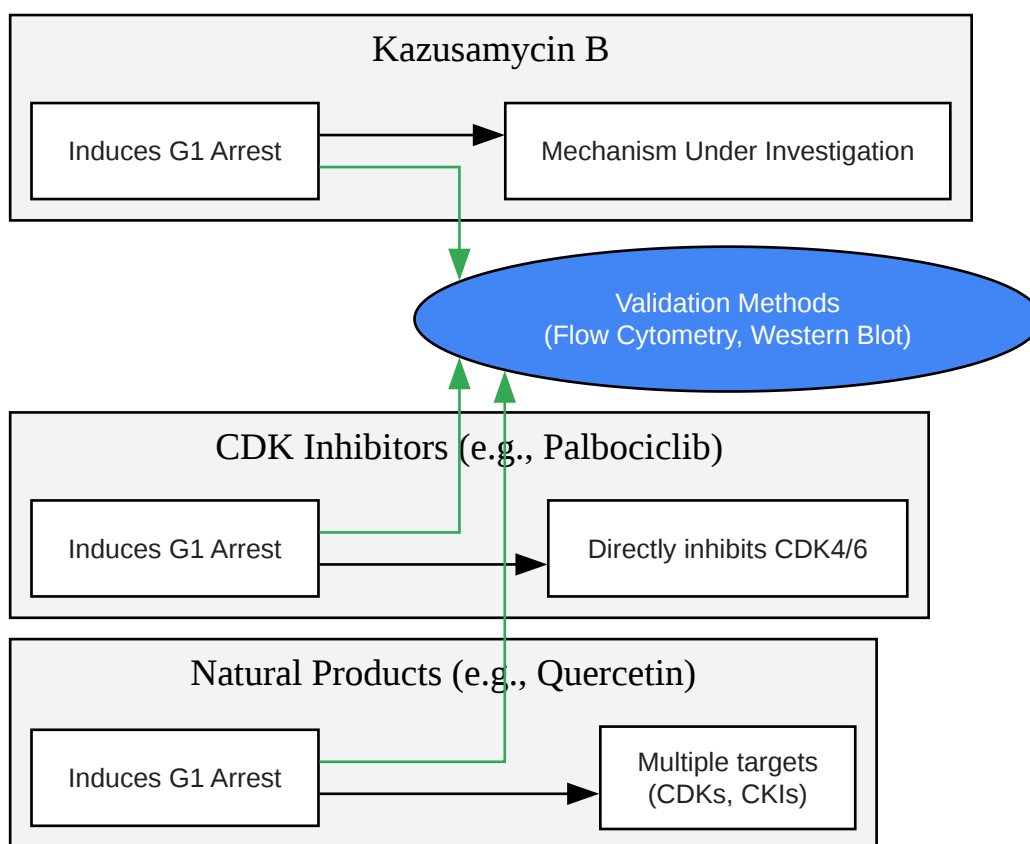 Kazusamycin B
Induces G1 Arrest
Mechanism Under Investigation
Validation Methods
(Flow Cytometry, Western Blot)
CDK Inhibitors (e.g., Palbociclib)
Induces G1 Arrest
Directly inhibits CDK4/6
Natural Products (e.g., Quercetin)
Induces G1 Arrest
Multiple targets
(CDKs, CKIs)